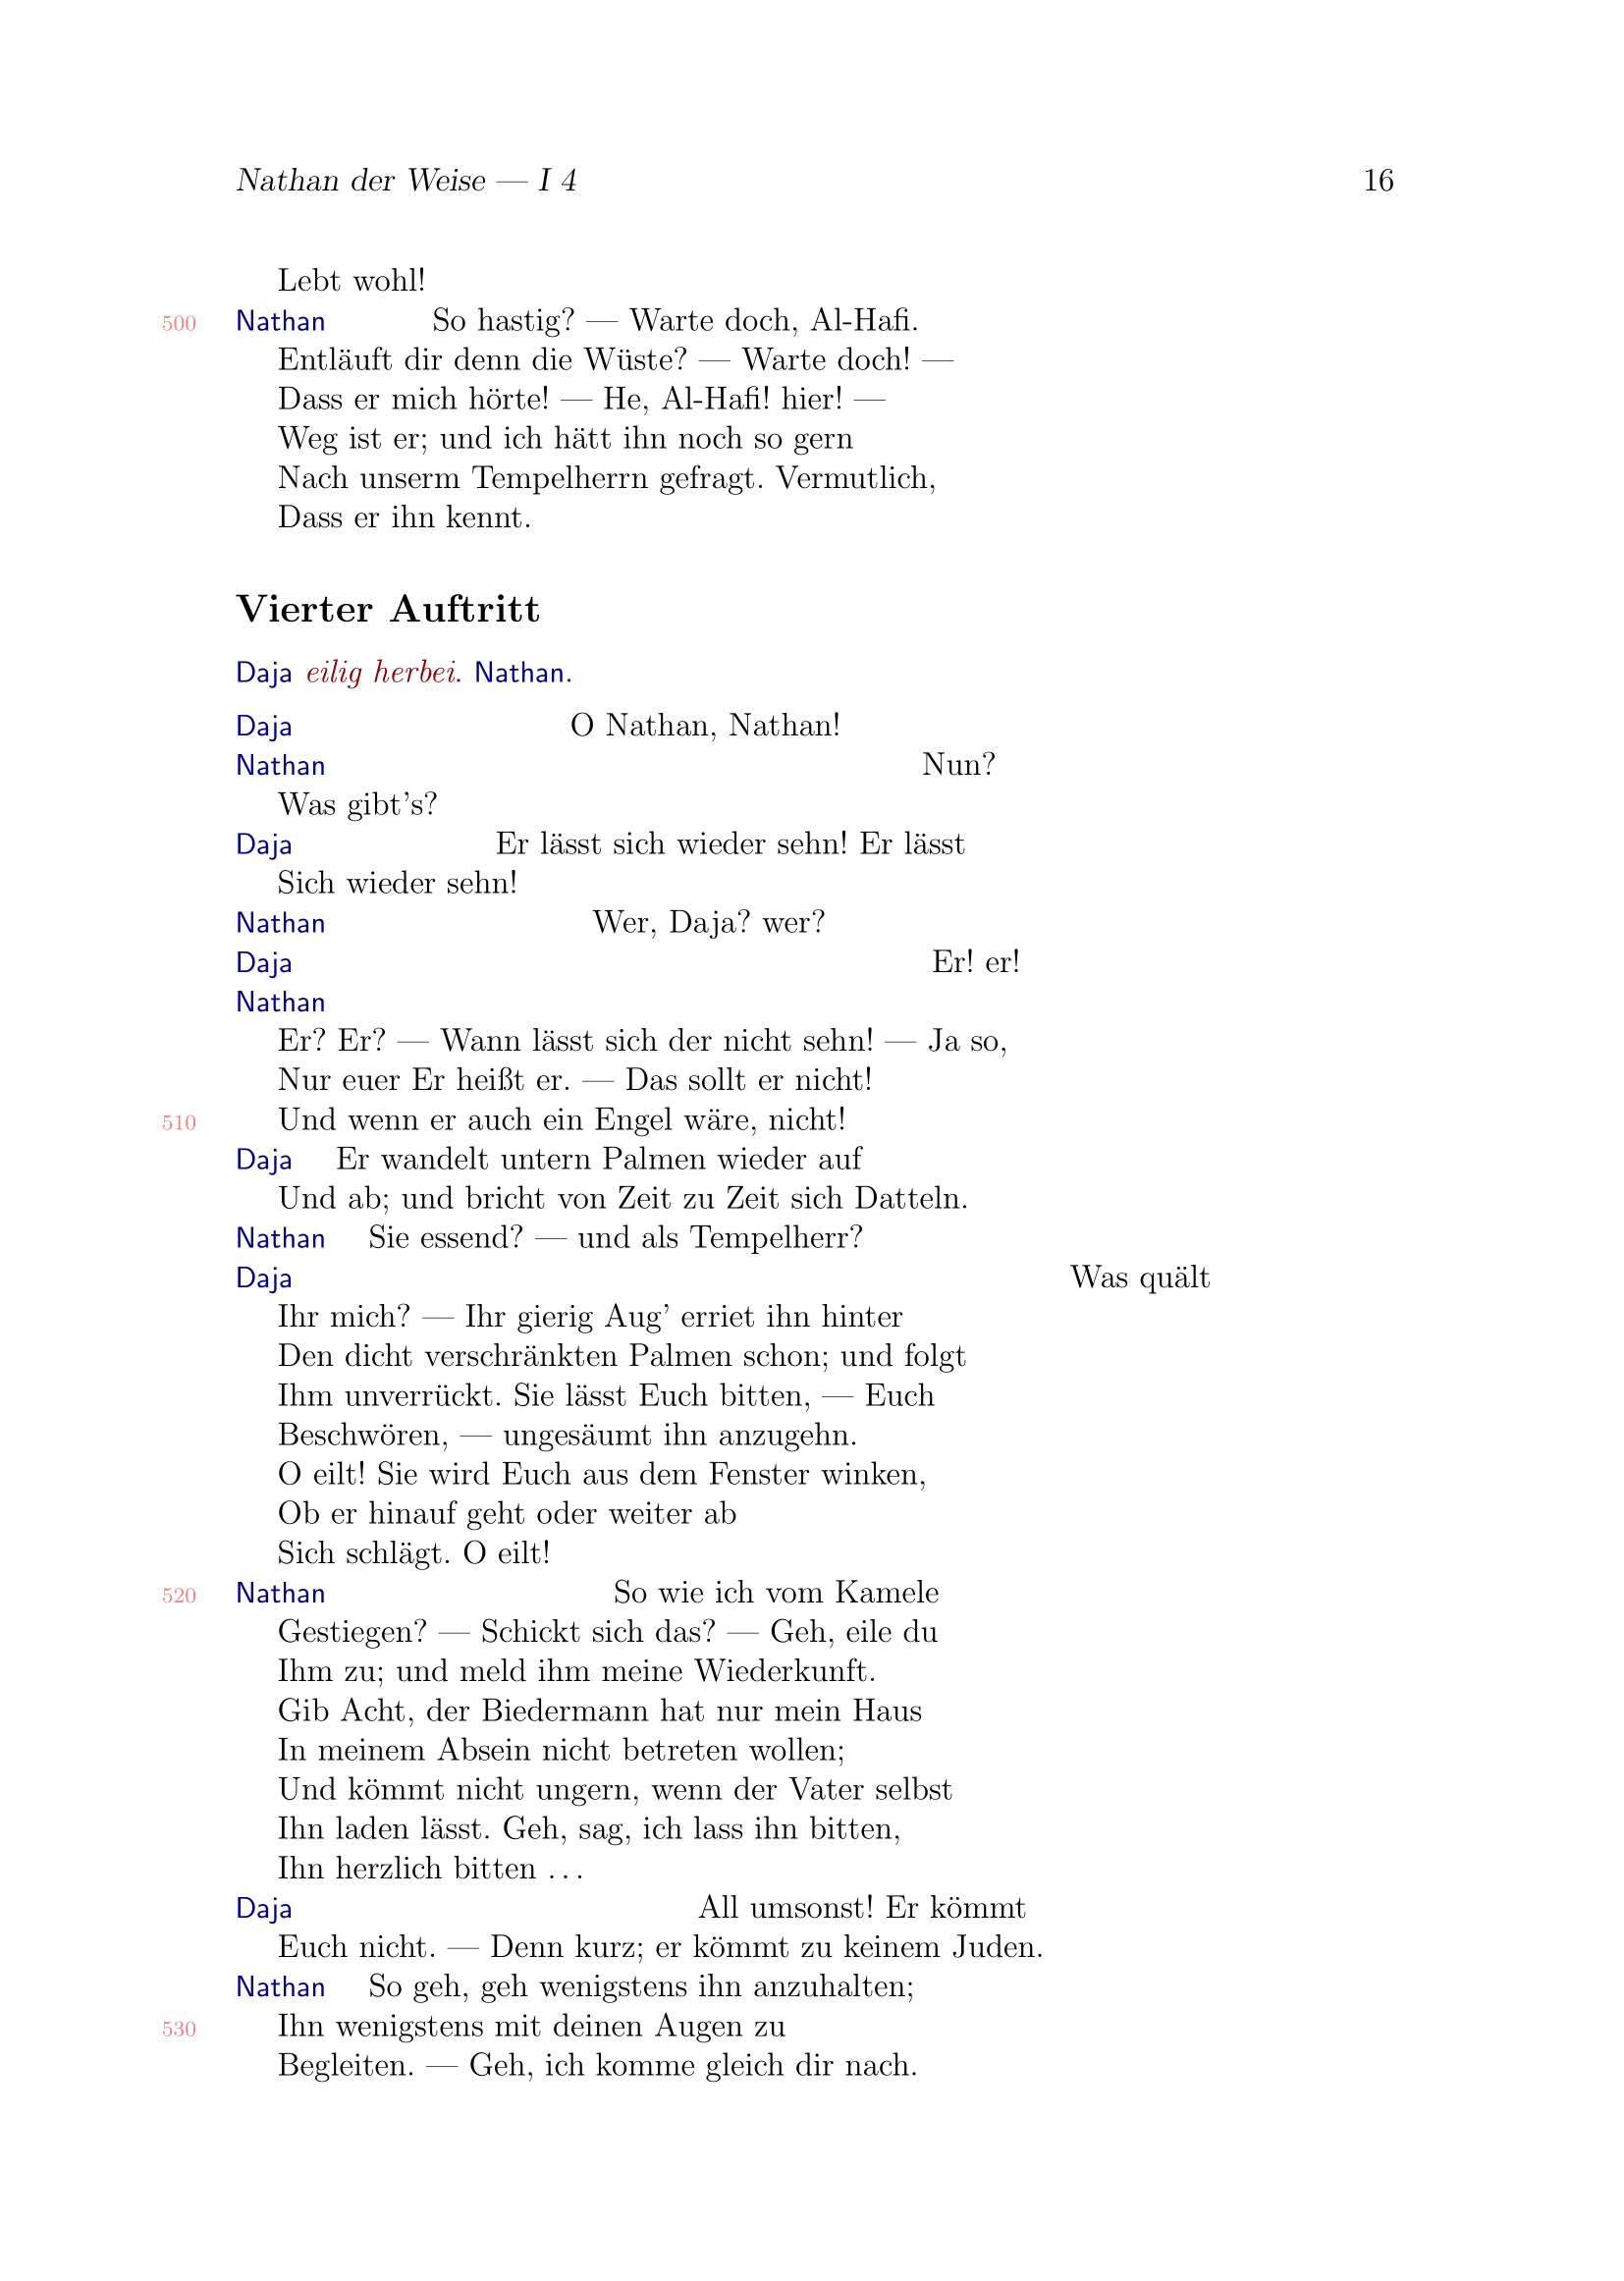 Nathan der Weise — I 4 16
Lebt wohl!
500 Nathan So hastig? — Warte doch, Al-Hafi.
Entläuft dir denn die Wüste? — Warte doch! —
Dass er mich hörte! — He, Al-Hafi! hier! —
Weg ist er; und ich hätt ihn noch so gern
Nach unserm Tempelherrn gefragt. Vermutlich,
Dass er ihn kennt.
Vierter Auftritt
Daja eilig herbei. Nathan.
Daja O Nathan, Nathan!
Nathan Nun?
Was gibt's?
Daja Er lässt sich wieder sehn! Er lässt
Sich wieder sehn!
Nathan Wer, Daja? wer?
Daja Er! er!
Nathan
Er? Er? — Wann lässt sich der nicht sehn! — Ja so,
Nur euer Er heißt er. — Das sollt er nicht!
510 Und wenn er auch ein Engel wäre, nicht!
Daja Er wandelt untern Palmen wieder auf
Und ab; und bricht von Zeit zu Zeit sich Datteln.
Nathan Sie essend? — und als Tempelherr?
Daja Was quält
Ihr mich? — Ihr gierig Aug' erriet ihn hinter
Den dicht verschränkten Palmen schon; und folgt
Ihm unverrückt. Sie lässt Euch bitten, — Euch
Beschwören, — ungesäumt ihn anzugehn.
O eilt! Sie wird Euch aus dem Fenster winken,
Ob er hinauf geht oder weiter ab
Sich schlägt. O eilt!
520 Nathan So wie ich vom Kamele
Gestiegen? — Schickt sich das? — Geh, eile du
Ihm zu; und meld ihm meine Wiederkunft.
Gib Acht, der Biedermann hat nur mein Haus
In meinem Absein nicht betreten wollen;
Und kömmt nicht ungern, wenn der Vater selbst
Ihn laden lässt. Geh, sag, ich lass ihn bitten,
Ihn herzlich bitten ...
Daja All umsonst! Er kömmt
Euch nicht. — Denn kurz; er kömmt zu keinem Juden.
Nathan So geh, geh wenigstens ihn anzuhalten;
530 Ihn wenigstens mit deinen Augen zu
Begleiten. — Geh, ich komme gleich dir nach.